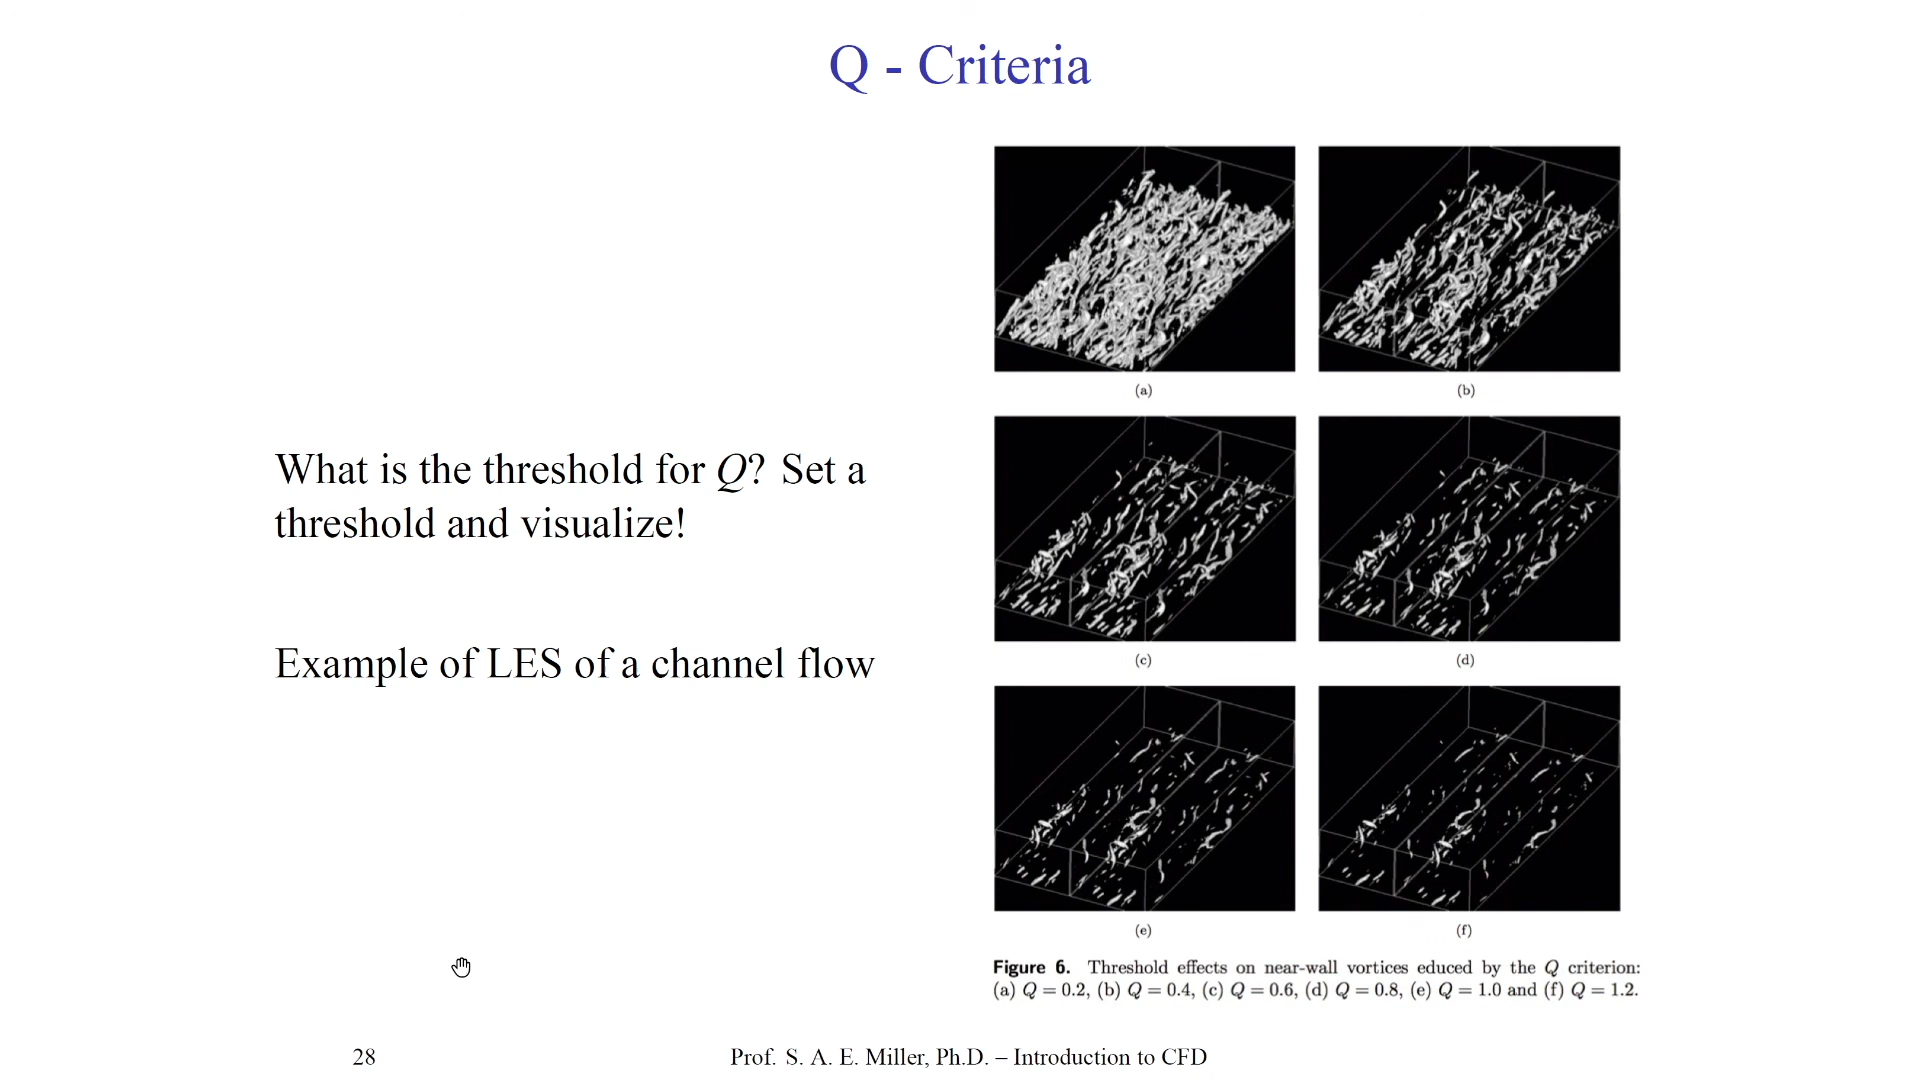 Q - Criteria
What is the threshold for Q? Set a
threshold and visualize!
Example of LES of a channel flow
(a)
(b)
(c)
(d)
(e)
(f)
Figure 6. Threshold effects on near-wall vortices educed by the Q criterion:
(a) Q = 0.2, (b) Q = 0.4, (c) Q = 0.6, (d) Q = 0.8, (e) Q = 1.0 and (f) Q = 1.2.
28
Prof. S. A. E. Miller, Ph.D. – Introduction to CFD